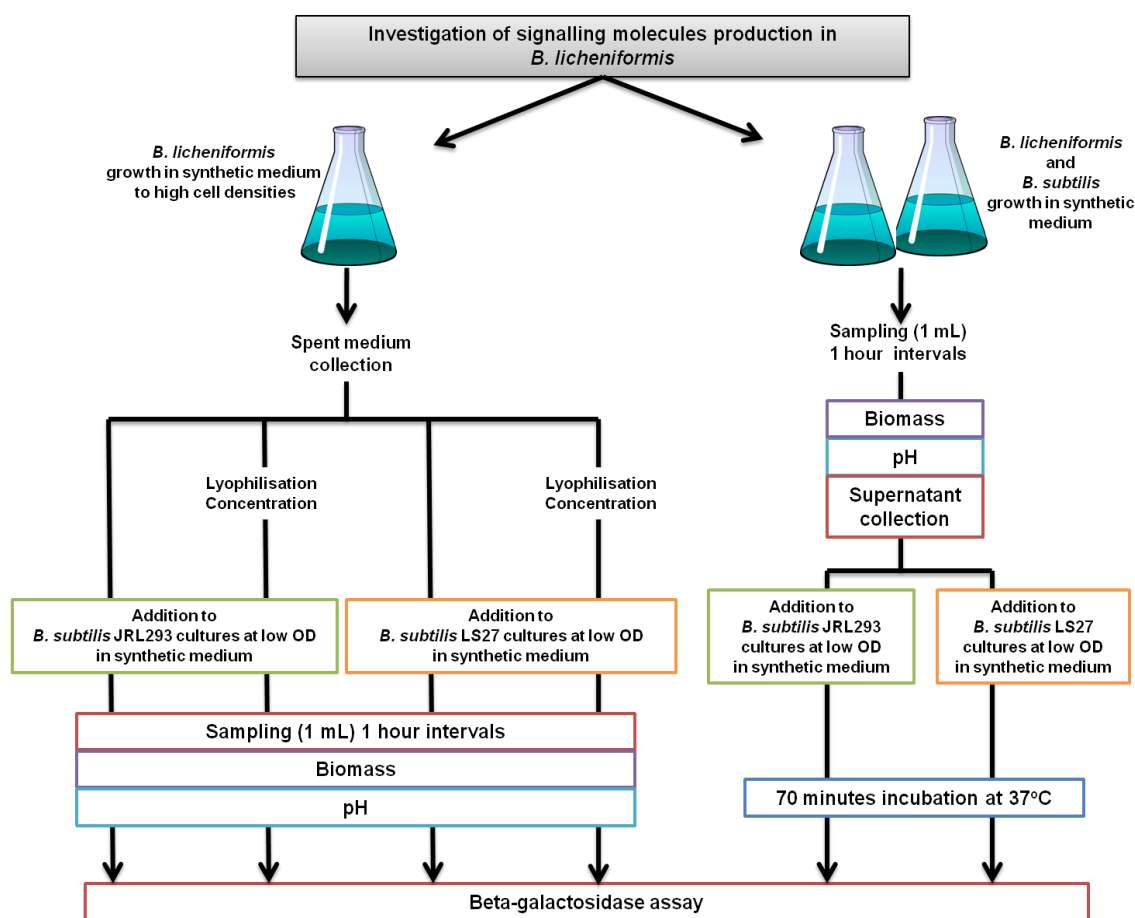 Investigation of signalling molecules production in
B. licheniformis
B. licheniformis
growth in synthetic medium
to high cell densities
B. licheniformis
and
B. subtilis
growth in synthetic
medium
Spent medium
collection
Sampling (1 mL)
1 hour intervals
Biomass
pH
Supernatant
collection
Lyophilisation
Concentration
Lyophilisation
Concentration
Addition to
B. subtilis JRL293 cultures at low OD
in synthetic medium
Addition to
B. subtilis LS27 cultures at low OD
in synthetic medium
Addition to
B. subtilis JRL293
cultures at low OD
in synthetic medium
Addition to
B. subtilis LS27
cultures at low OD
in synthetic medium
Sampling (1 mL) 1 hour intervals
Biomass
pH
70 minutes incubation at 37°C
Beta-galactosidase assay